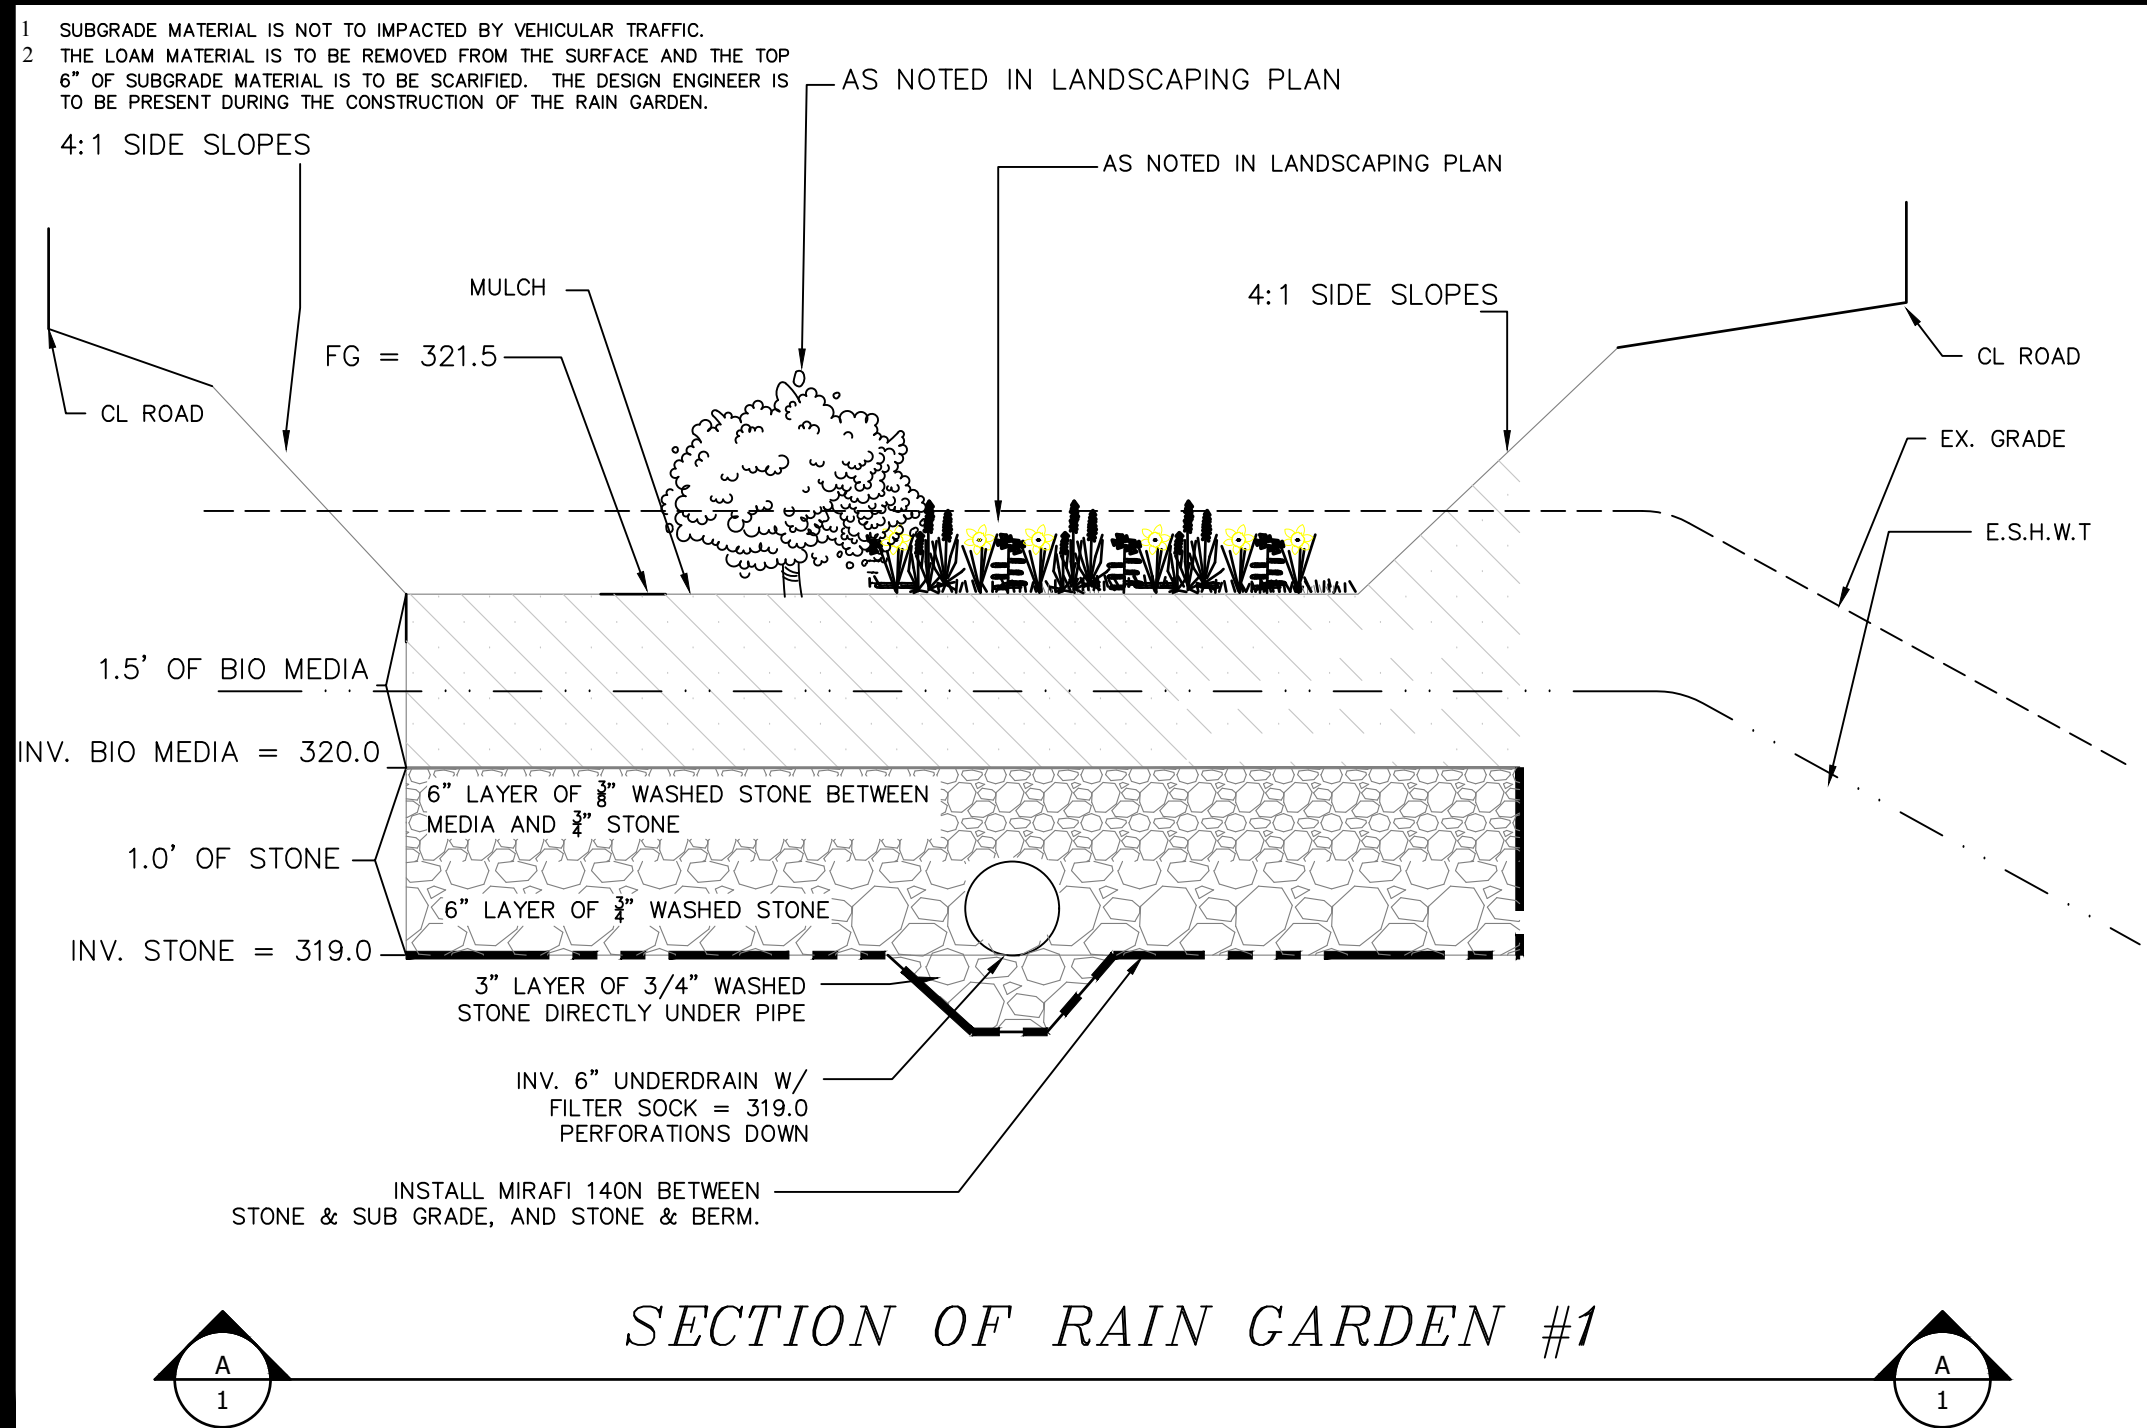 1 SUBGRADE MATERIAL IS NOT TO IMPACTED BY VEHICULAR TRAFFIC.
2 THE LOAM MATERIAL IS TO BE REMOVED FROM THE SURFACE AND THE TOP
6" OF SUBGRADE MATERIAL IS TO BE SCARIFIED. THE DESIGN ENGINEER IS
TO BE PRESENT DURING THE CONSTRUCTION OF THE RAIN GARDEN.
AS NOTED IN LANDSCAPING PLAN
4:1 SIDE SLOPES
AS NOTED IN LANDSCAPING PLAN
MULCH
4:1 SIDE SLOPES
FG = 321.5
CL ROAD
CL ROAD
EX. GRADE
E.S.H.W.T
1.5' OF BIO MEDIA
INV. BIO MEDIA = 320.0
6" LAYER OF 3/8" WASHED STONE BETWEEN
MEDIA AND 3/4" STONE
1.0' OF STONE
6" LAYER OF 3/4" WASHED STONE
INV. STONE = 319.0
3" LAYER OF 3/4" WASHED
STONE DIRECTLY UNDER PIPE
INV. 6" UNDERDRAIN W/
FILTER SOCK = 319.0
PERFORATIONS DOWN
INSTALL MIRAFI 140N BETWEEN
STONE & SUB GRADE, AND STONE & BERM.
SECTION OF RAIN GARDEN #1
A
1
A
1